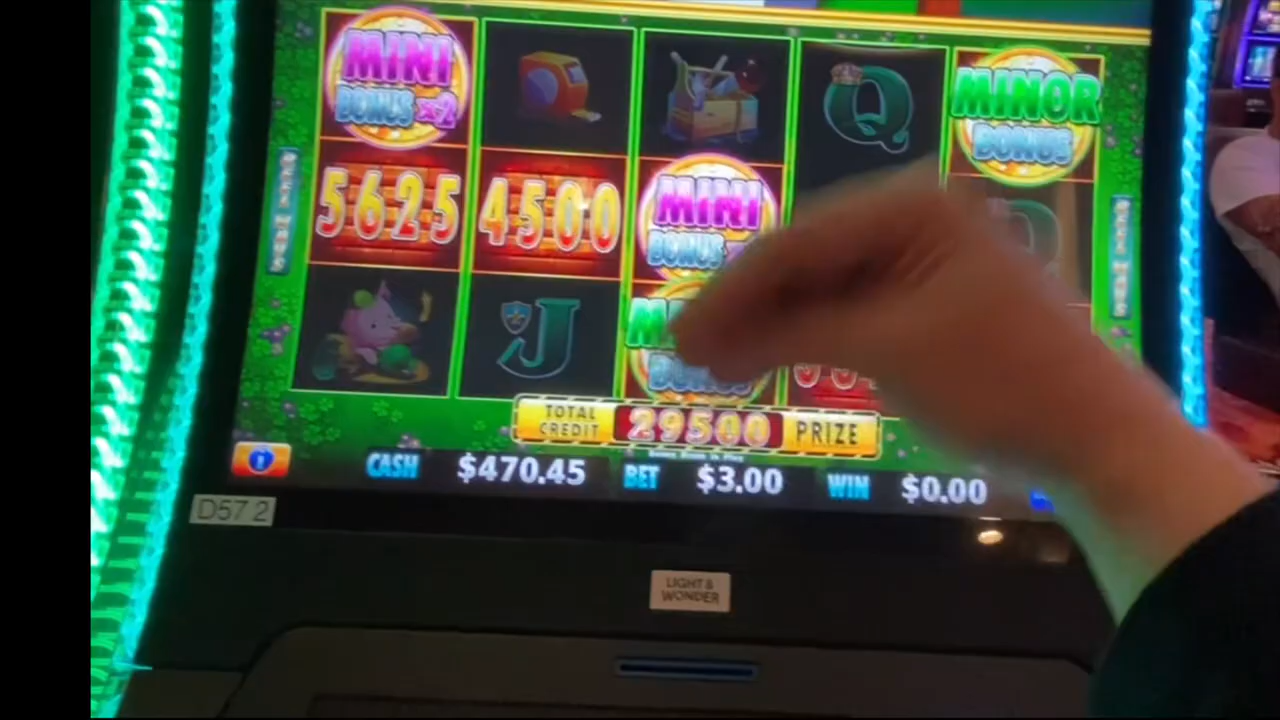 MINI
BONUS x2
MINOR
BONUS
Q
5625
4500
MINI
BONUS
J
BONUS
TOTAL
CREDIT
29500
PRIZE
CASH $470.45 BET $3.00 WIN $0.00
D57 2
LIGHT &
WONDER